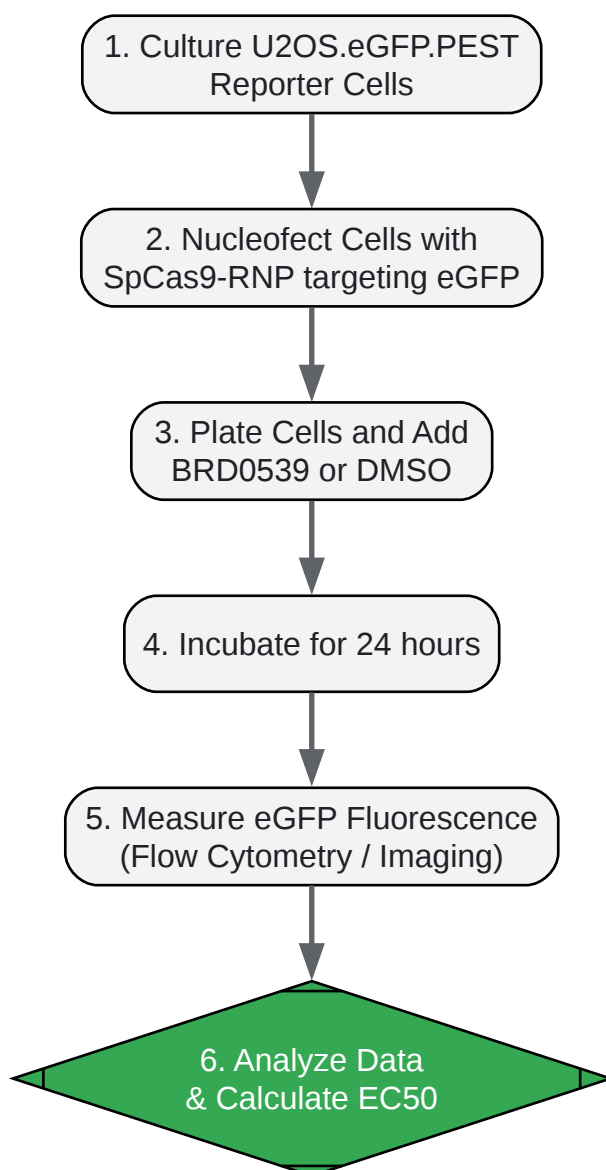 1. Culture U2OS.eGFP.PEST
Reporter Cells
2. Nucleofect Cells with
SpCas9-RNP targeting eGFP
3. Plate Cells and Add
BRD0539 or DMSO
4. Incubate for 24 hours
5. Measure eGFP Fluorescence
(Flow Cytometry / Imaging)
6. Analyze Data
& Calculate EC50